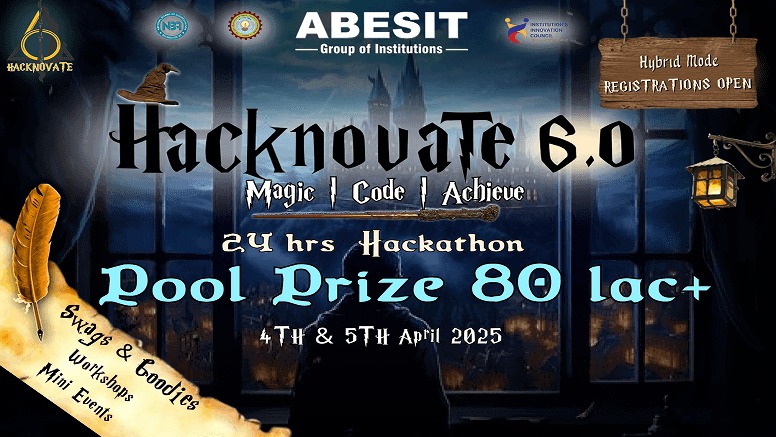 HACKNOVATE
NBA
ABESIT
Group of Institutions
INSTITUTION'S
INNOVATION
COUNCIL
Hybrid Mode
REGISTRATIONS OPEN
Hacknovate 6.0
Magic | Code | Achieve
24 hrs Hackathon
Pool Prize 80 lac+
4TH & 5TH April 2025
Swags & Goodies
Workshops
Mini Events